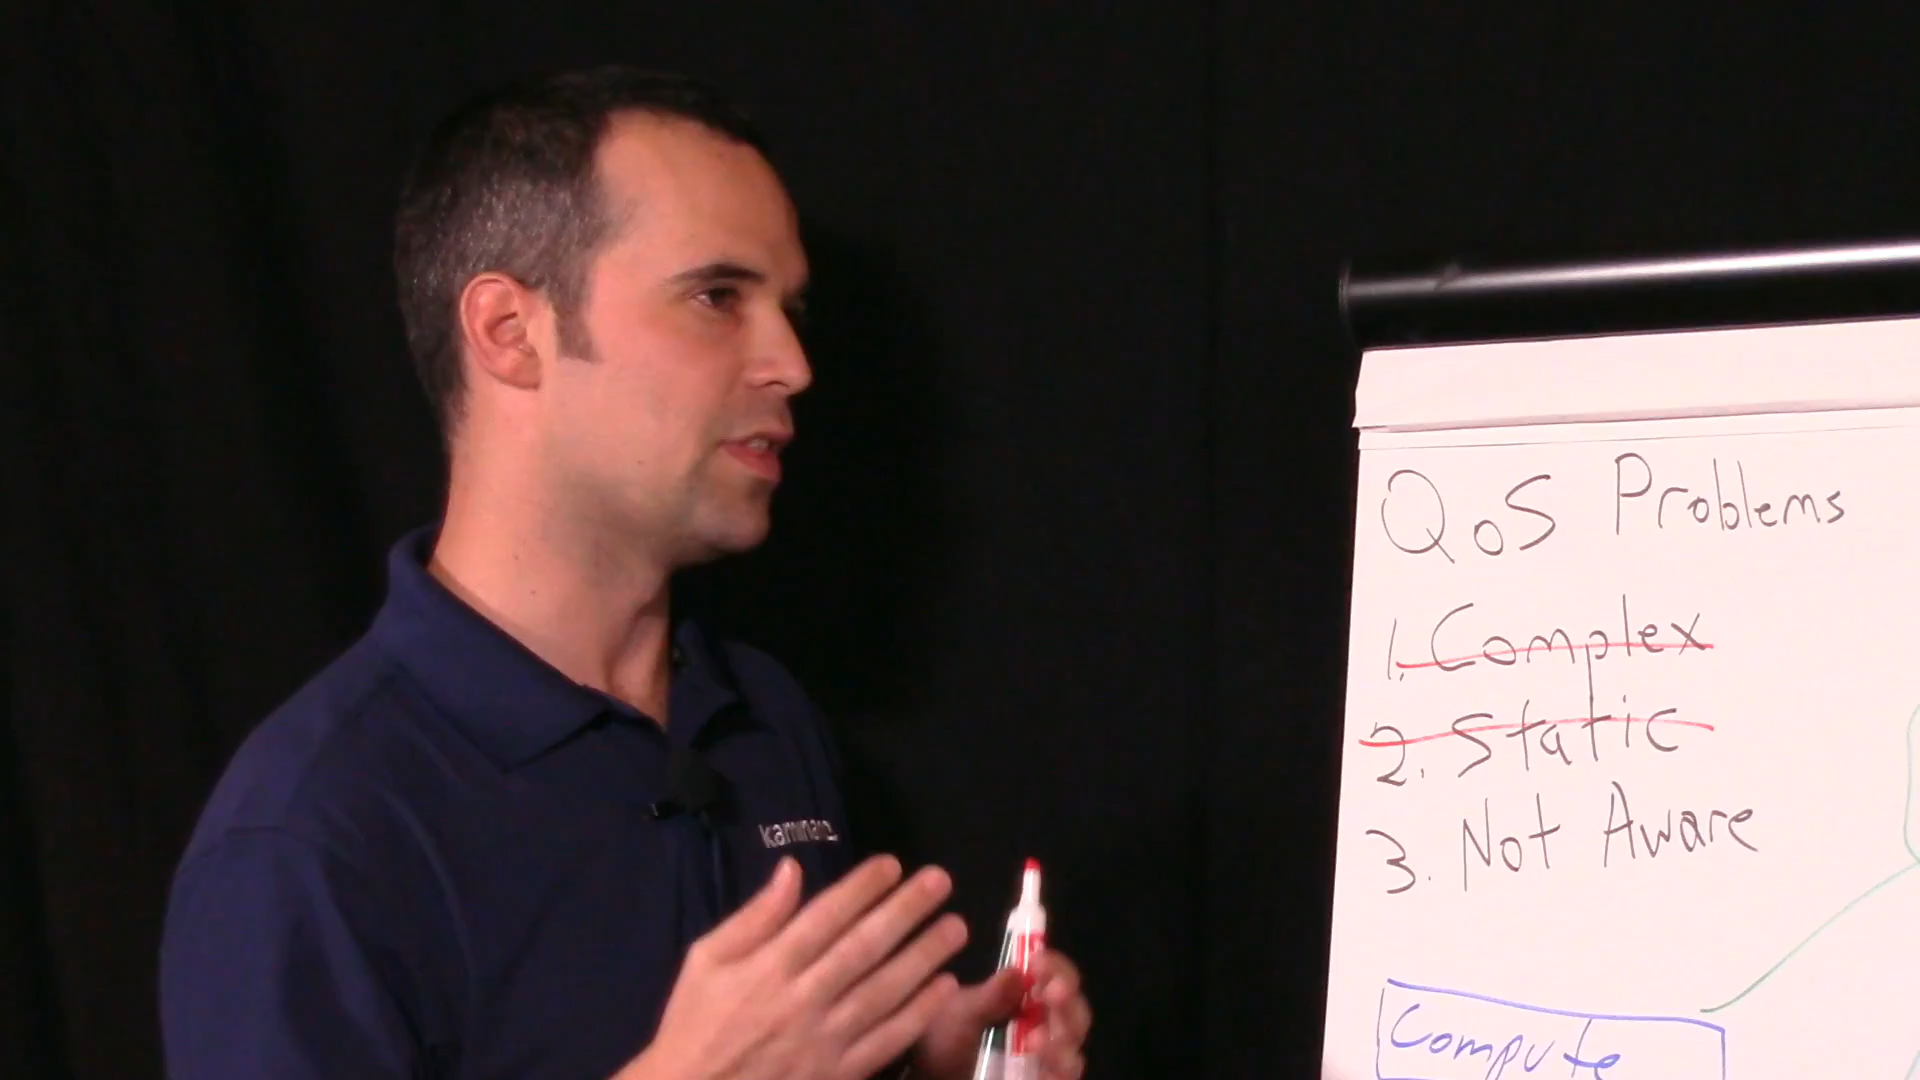 QoS Problems
1. Complex
2. Static
3. Not Aware
Compute
kaminario